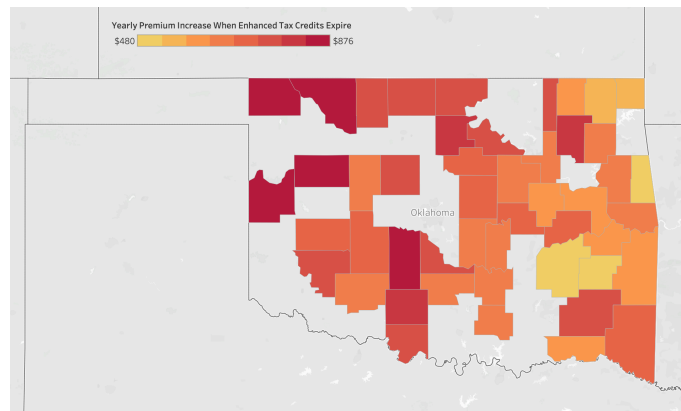 Yearly Premium Increase When Enhanced Tax Credits Expire
$480 $876
Oklahoma